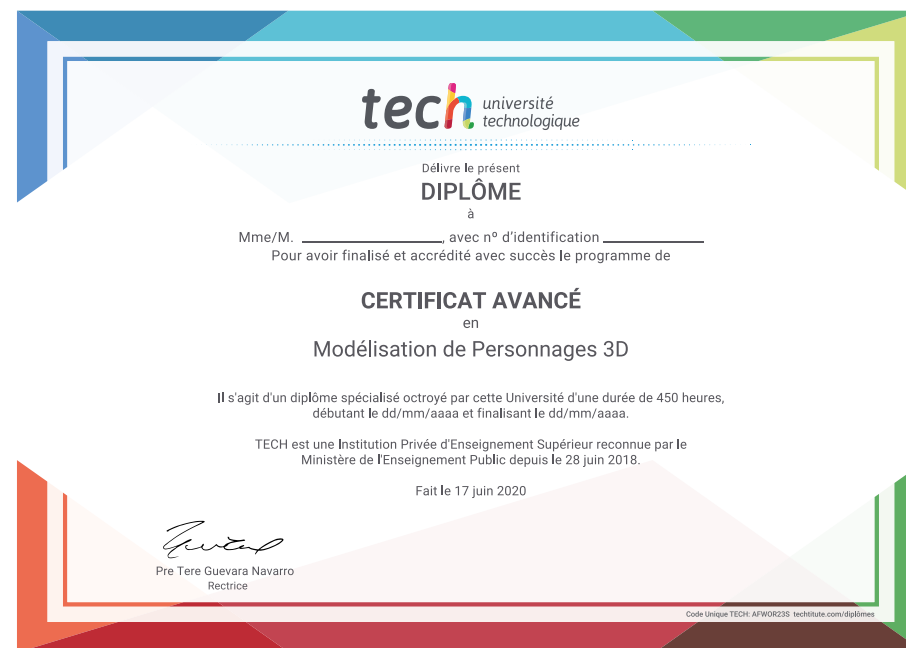 tech université
technologique
Délivre le présent
DIPLÔME
à
Mme/M. ____________________, avec nº d'identification ______________
Pour avoir finalisé et accrédité avec succès le programme de
CERTIFICAT AVANCÉ
en
Modélisation de Personnages 3D
Il s'agit d'un diplôme spécialisé octroyé par cette Université d'une durée de 450 heures,
débutant le dd/mm/aaaa et finalisant le dd/mm/aaaa.
TECH est une Institution Privée d'Enseignement Supérieur reconnue par le
Ministère de l'Enseignement Public depuis le 28 juin 2018.
Fait le 17 juin 2020
Pre Tere Guevara Navarro
Rectrice
Code Unique TECH: AFWOR23S techtitute.com/diplômes